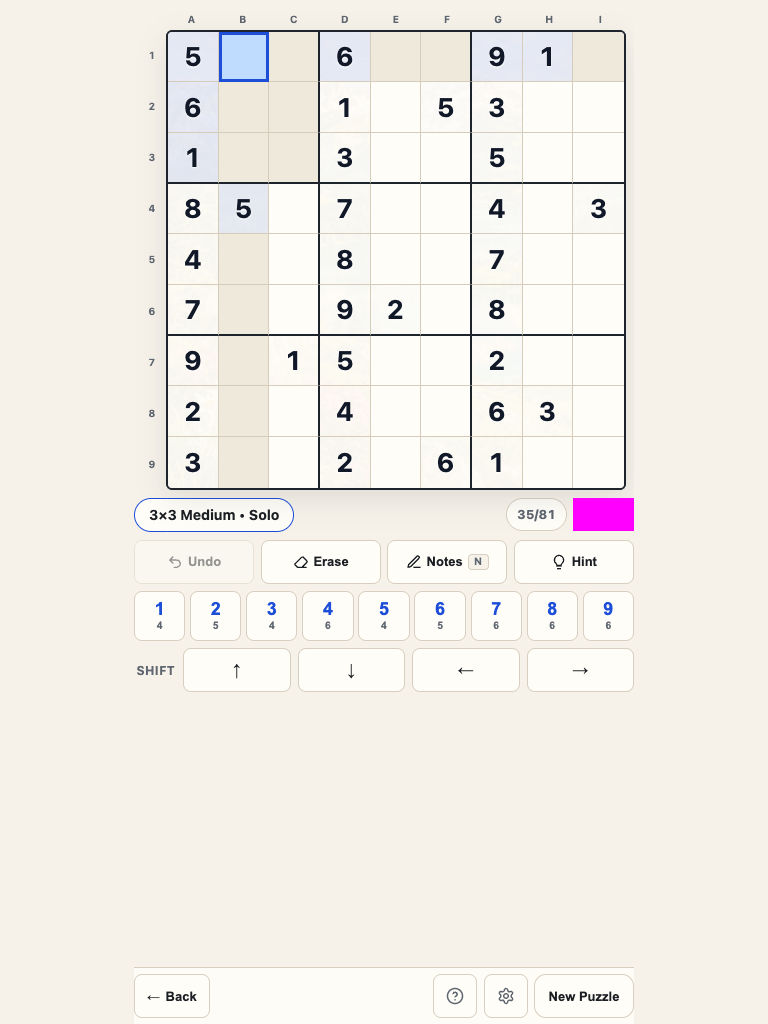 A B C D E F G H I
1 5 6 9 1
2 6 1 5 3
3 1 3 5
4 8 5 7 4 3
5 4 8 7
6 7 9 2 8
7 9 1 5 2
8 2 4 6 3
9 3 2 6 1
3×3 Medium • Solo 35/81
Undo Erase Notes N Hint
1 2 3 4 5 6 7 8 9
4 5 4 6 4 5 6 6 6
SHIFT ↑ ↓ ← →
← Back ? New Puzzle